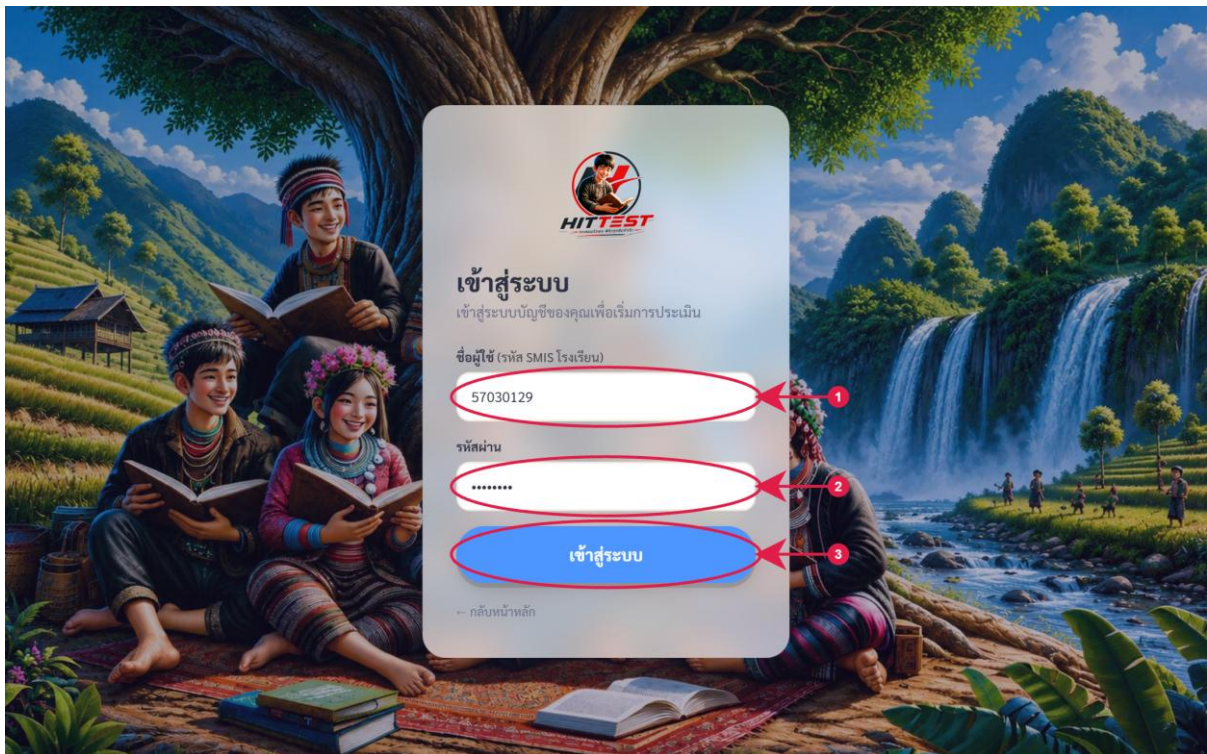 HITTEST
เข้าสู่ระบบ
เข้าสู่ระบบบัญชีของคุณเพื่อเริ่มการประเมิน
ชื่อผู้ใช้ (รหัส SMIS โรงเรียน)
57030129
1
รหัสผ่าน
••••••••
2
เข้าสู่ระบบ
3
← กลับหน้าหลัก